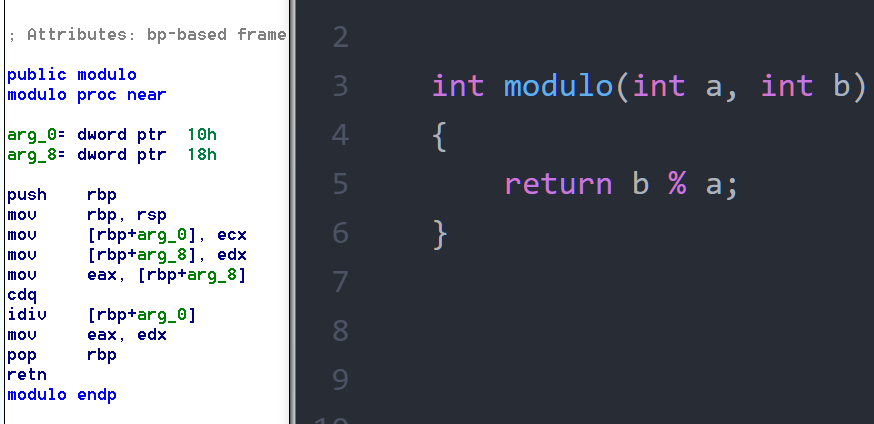 ; Attributes: bp-based frame
public modulo
modulo proc near
arg_0= dword ptr  10h
arg_8= dword ptr  18h
push    rbp
mov     rbp, rsp
mov     [rbp+arg_0], ecx
mov     [rbp+arg_8], edx
mov     eax, [rbp+arg_8]
cdq
idiv    [rbp+arg_0]
mov     eax, edx
pop     rbp
retn
modulo endp
2
3    int modulo(int a, int b)
4    {
5        return b % a;
6    }
7
8
9
10